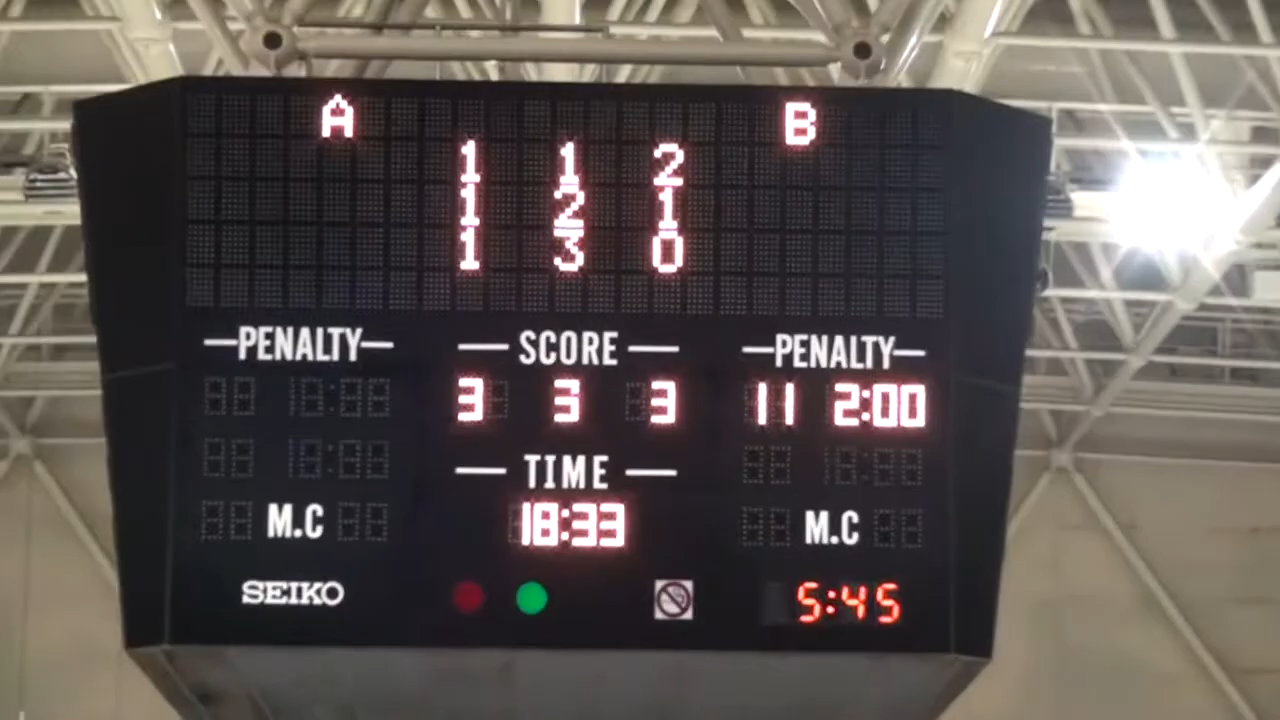 A B
1 1 2
1 2 1
1 3 0
PENALTY SCORE PENALTY
3 3 3 11 2:00
TIME
M.C 18:33 M.C
SEIKO 5:45